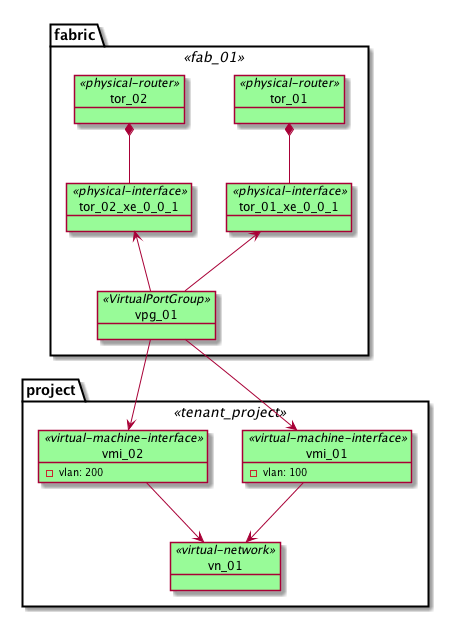 fabric
«fab_01»
«physical-router»
tor_02
«physical-router»
tor_01
«physical-interface»
tor_02_xe_0_0_1
«physical-interface»
tor_01_xe_0_0_1
«VirtualPortGroup»
vpg_01
project
«tenant_project»
«virtual-machine-interface»
vmi_02
vlan: 200
«virtual-machine-interface»
vmi_01
vlan: 100
«virtual-network»
vn_01